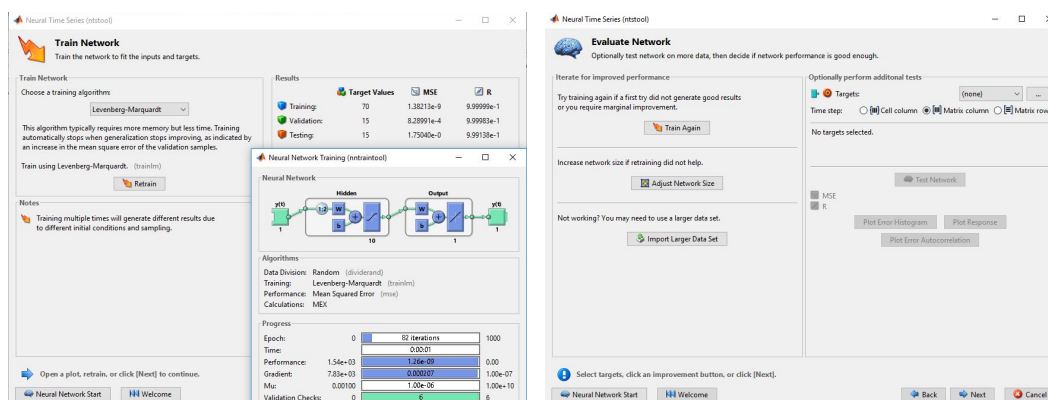 Neural Time Series (ntstool)
Train Network
Train the network to fit the inputs and targets.
Train Network
Choose a training algorithm:
Levenberg-Marquardt
This algorithm typically requires more memory but less time. Training
automatically stops when generalization stops improving, as indicated by
an increase in the mean square error of the validation samples.
Train using Levenberg-Marquardt. (trainlm)
Retrain
Notes
Training multiple times will generate different results due
to different initial conditions and sampling.
Open a plot, retrain, or click [Next] to continue.
Neural Network Start Welcome
Results
Target Values MSE R
Training: 70 1.38213e-9 9.99999e-1
Validation: 15 8.28991e-4 9.99983e-1
Testing: 15 1.75040e-0 9.99138e-1
Neural Network Training (nntraintool)
Neural Network
Hidden Output
y(t) 1:2 W W y(t)
b b
1 10 1 1
Algorithms
Data Division: Random (dividerand)
Training: Levenberg-Marquardt (trainlm)
Performance: Mean Squared Error (mse)
Calculations: MEX
Progress
Epoch: 0 82 iterations 1000
Time: 0:00:01
Performance: 1.54e+03 1.26e-09 0.00
Gradient: 7.83e+03 0.000207 1.00e-07
Mu: 0.00100 1.00e-06 1.00e+10
Validation Checks: 0 6 6
Neural Time Series (ntstool)
Evaluate Network
Optionally test network on more data, then decide if network performance is good enough.
Iterate for improved performance
Try training again if a first try did not generate good results
or you require marginal improvement.
Train Again
Increase network size if retraining did not help.
Adjust Network Size
Not working? You may need to use a larger data set.
Import Larger Data Set
Optionally perform additonal tests
Targets: (none) ...
Time step: Cell column Matrix column Matrix row
No targets selected.
Test Network
MSE
R
Plot Error Histogram Plot Response
Plot Error Autocorrelation
Select targets, click an improvement button, or click [Next].
Neural Network Start Welcome Back Next Cancel